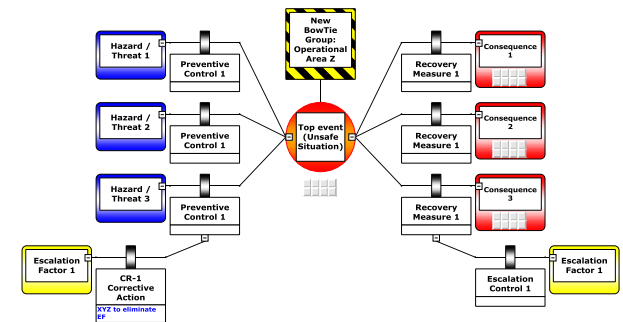 New
BowTie
Group:
Operational
Area Z
Hazard /
Threat 1
Preventive
Control 1
Recovery
Measure 1
Consequence
1
Hazard /
Threat 2
Preventive
Control 1
Top event
(Unsafe
Situation)
Recovery
Measure 1
Consequence
2
Hazard /
Threat 3
Preventive
Control 1
Recovery
Measure 1
Consequence
3
Escalation
Factor 1
CR-1
Corrective
Action
XYZ to eliminate
EF
Escalation
Control 1
Escalation
Factor 1